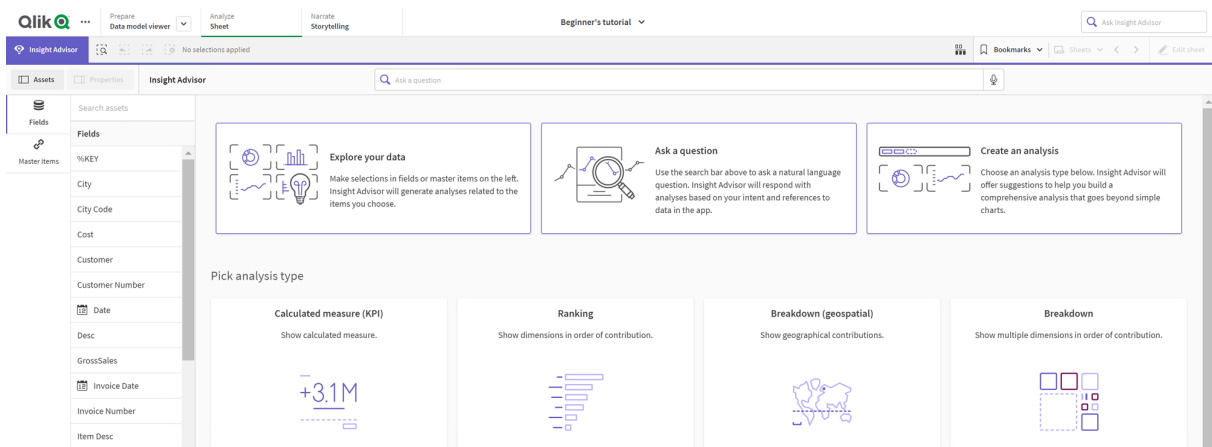 Qlik
Prepare
Data model viewer
Analyze
Sheet
Narrate
Storytelling
Beginner's tutorial
Ask Insight Advisor
Insight Advisor
No selections applied
Bookmarks
Sheets
Edit sheet
Assets
Properties
Insight Advisor
Ask a question
Fields
Master Items
Search assets
Fields
%KEY
City
City Code
Cost
Customer
Customer Number
Date
Desc
GrossSales
Invoice Date
Invoice Number
Item Desc
Explore your data
Make selections in fields or master items on the left.
Insight Advisor will generate analyses related to the
items you choose.
Ask a question
Use the search bar above to ask a natural language
question. Insight Advisor will respond with
analyses based on your intent and references to
data in the app.
Create an analysis
Choose an analysis type below. Insight Advisor will
offer suggestions to help you build a
comprehensive analysis that goes beyond simple
charts.
Pick analysis type
Calculated measure (KPI)
Show calculated measure.
+3.1M
Ranking
Show dimensions in order of contribution.
Breakdown (geospatial)
Show geographical contributions.
Breakdown
Show multiple dimensions in order of contribution.